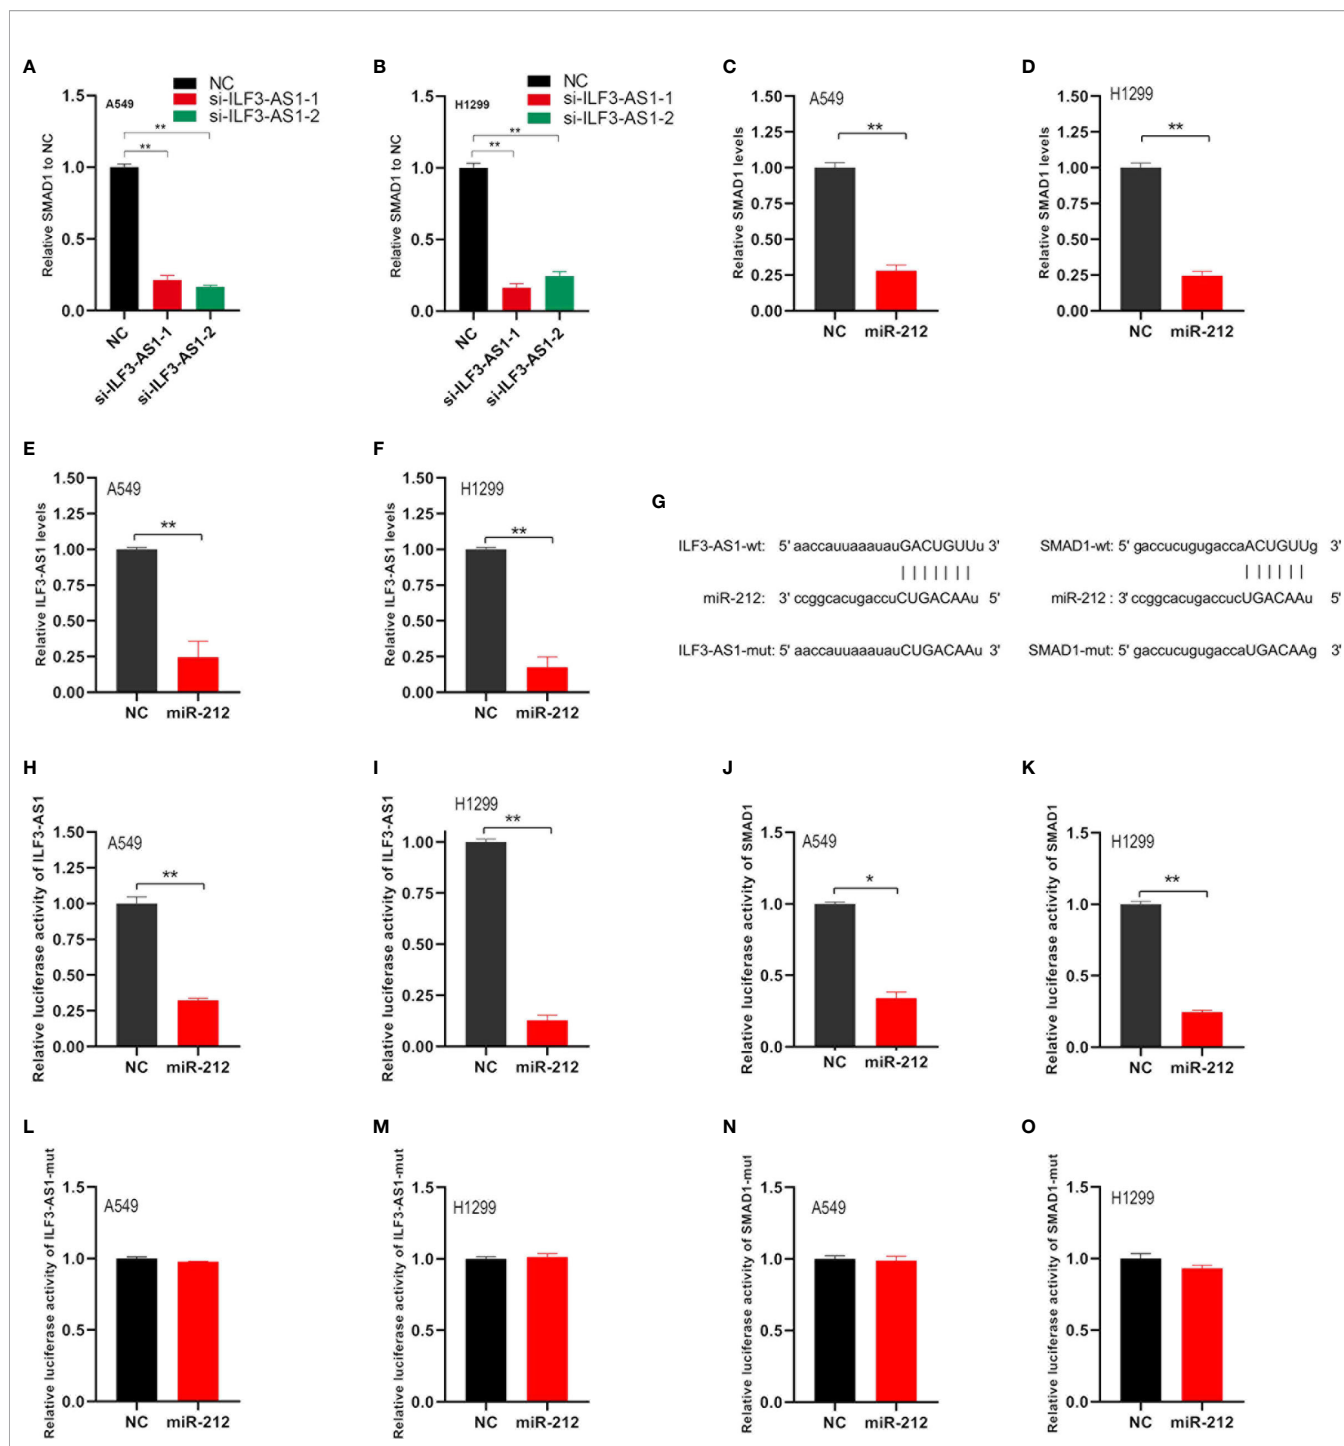 A
B
C
D
NC
si-ILF3-AS1-1
si-ILF3-AS1-2
A549
Relative SMAD1 to NC
1.5
1.0
0.5
0.0
**
**
NC
si-ILF3-AS1-1
si-ILF3-AS1-2
NC
si-ILF3-AS1-1
si-ILF3-AS1-2
H1299
Relative SMAD1 to NC
1.5
1.0
0.5
0.0
**
**
NC
si-ILF3-AS1-1
si-ILF3-AS1-2
A549
Relative SMAD1 levels
1.50
1.25
1.00
0.75
0.50
0.25
0.00
**
NC miR-212
H1299
Relative SMAD1 levels
1.50
1.25
1.00
0.75
0.50
0.25
0.00
**
NC miR-212
E
F
G
A549
Relative ILF3-AS1 levels
1.50
1.25
1.00
0.75
0.50
0.25
0.00
**
NC miR-212
H1299
Relative ILF3-AS1 levels
1.50
1.25
1.00
0.75
0.50
0.25
0.00
**
NC miR-212
ILF3-AS1-wt: 5' aaccauuaaauauGACUGUUu 3'
miR-212: 3' ccggcacugaccuCUGACAAu 5'
ILF3-AS1-mut: 5' aaccauuaaauauCUGACAAu 3'
SMAD1-wt: 5' gaccucugugaccaACUGUUg 3'
miR-212 : 3' ccggcacugaccucUGACAAu 5'
SMAD1-mut: 5' gaccucugugaccaUGACAAg 3'
H
I
J
K
A549
Relative luciferase activity of ILF3-AS1
1.50
1.25
1.00
0.75
0.50
0.25
0.00
**
NC miR-212
H1299
Relative luciferase activity of ILF3-AS1
1.00
0.75
0.50
0.25
0.00
**
NC miR-212
A549
Relative luciferase activity of SMAD1
1.5
1.0
0.5
0.0
*
NC miR-212
H1299
Relative luciferase activity of SMAD1
1.5
1.0
0.5
0.0
**
NC miR-212
L
M
N
O
A549
Relative luciferase activity of ILF3-AS1-mut
1.5
1.0
0.5
0.0
NC miR-212
H1299
Relative luciferase activity of ILF3-AS1-mut
1.5
1.0
0.5
0.0
NC miR-212
A549
Relative luciferase activity of SMAD1-mut
1.5
1.0
0.5
0.0
NC miR-212
H1299
Relative luciferase activity of SMAD1-mut
1.5
1.0
0.5
0.0
NC miR-212